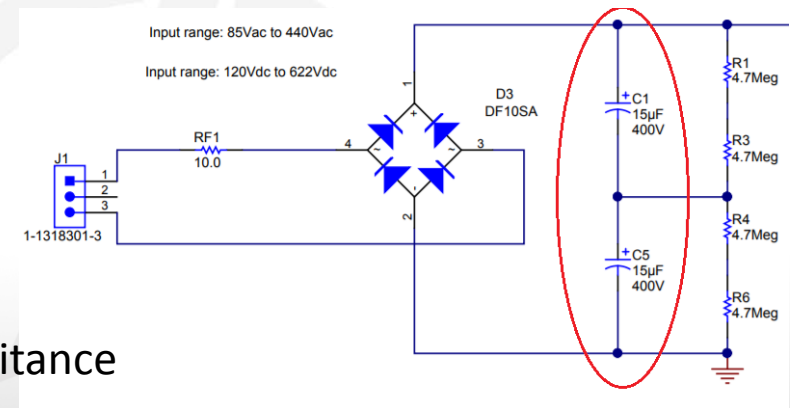 Input range: 85Vac to 440Vac
Input range: 120Vdc to 622Vdc
D3
DF10SA
1
+
4
~
~
3
-
2
RF1
10.0
J1
1
2
3
1-1318301-3
+
C1
15µF
400V
+
C5
15µF
400V
R1
4.7Meg
R3
4.7Meg
R4
4.7Meg
R6
4.7Meg
itance